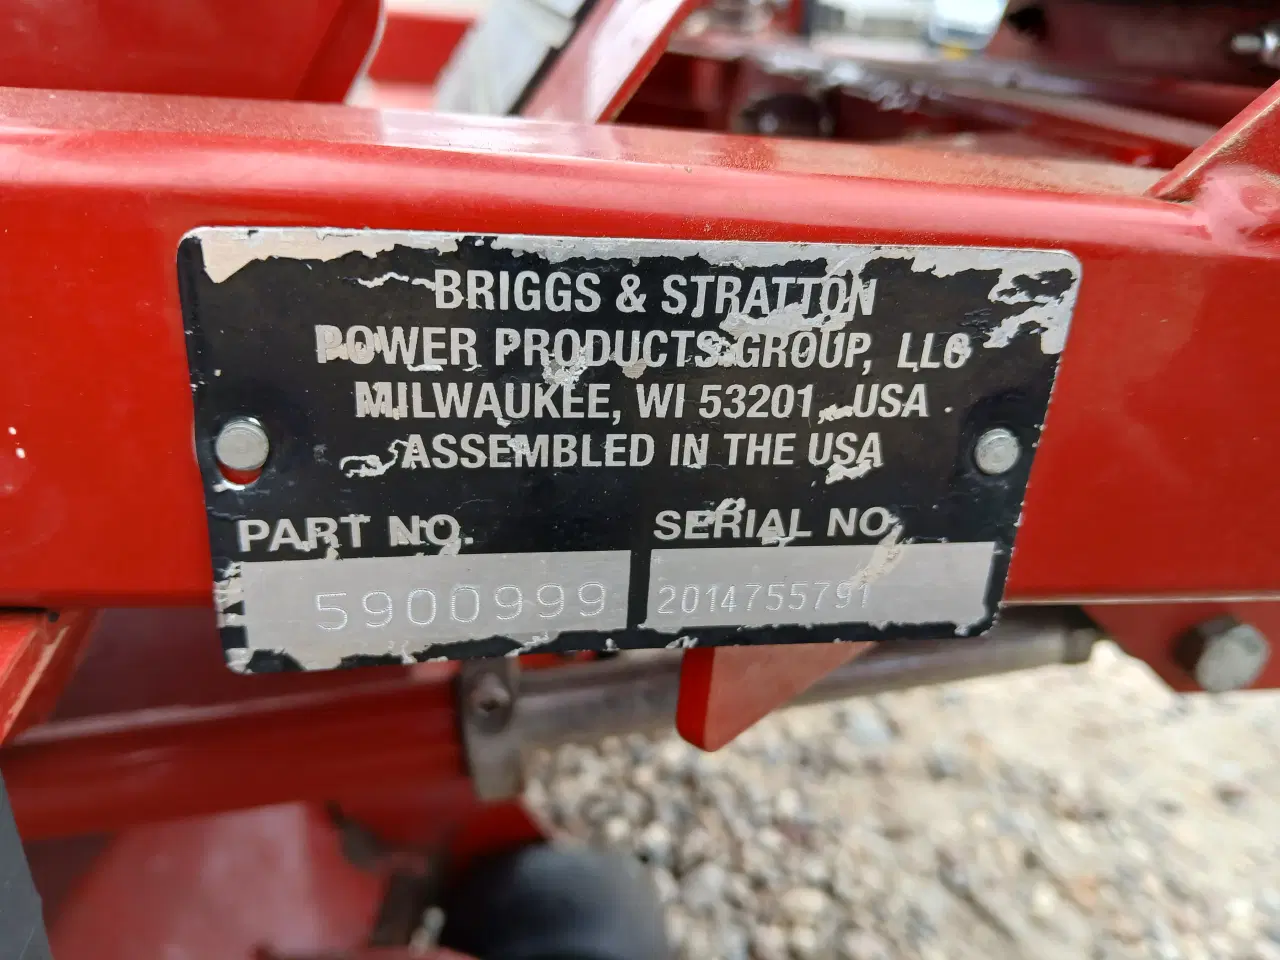 BRIGGS & STRATTON
POWER PRODUCTS GROUP, LLC
MILWAUKEE, WI 53201, USA
ASSEMBLED IN THE USA
PART NO. SERIAL NO.
5900999 2014755791